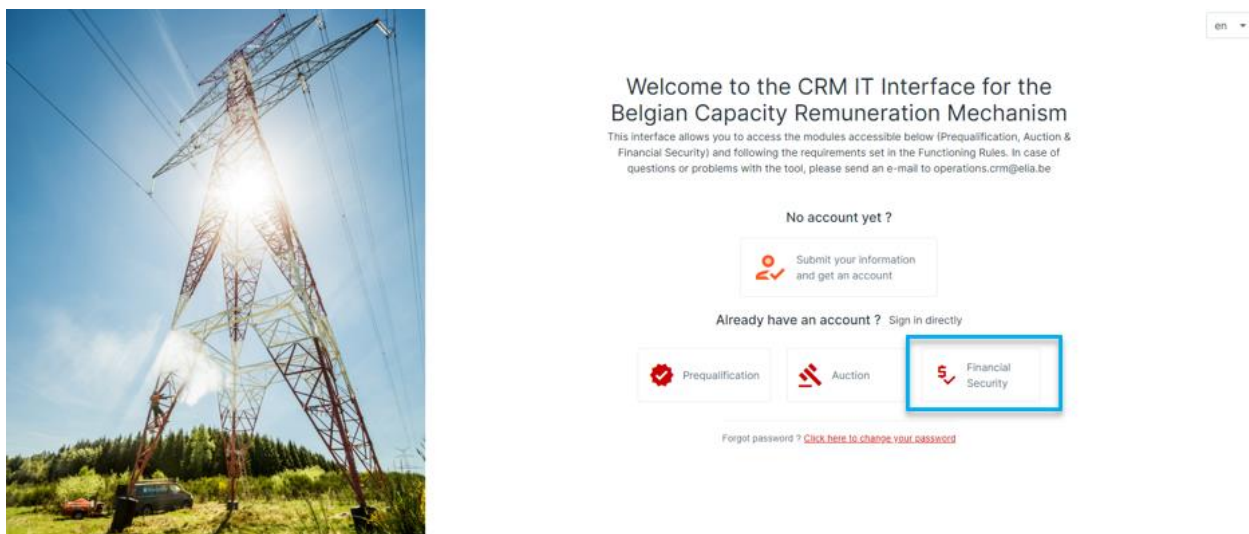 en
Welcome to the CRM IT Interface for the
Belgian Capacity Remuneration Mechanism
This interface allows you to access the modules accessible below (Prequalification, Auction &
Financial Security) and following the requirements set in the Functioning Rules. In case of
questions or problems with the tool, please send an e-mail to operations.crm@elia.be
No account yet ?
Submit your information
and get an account
Already have an account ? Sign in directly
Prequalification
Auction
Financial
Security
Forgot password ? Click here to change your password